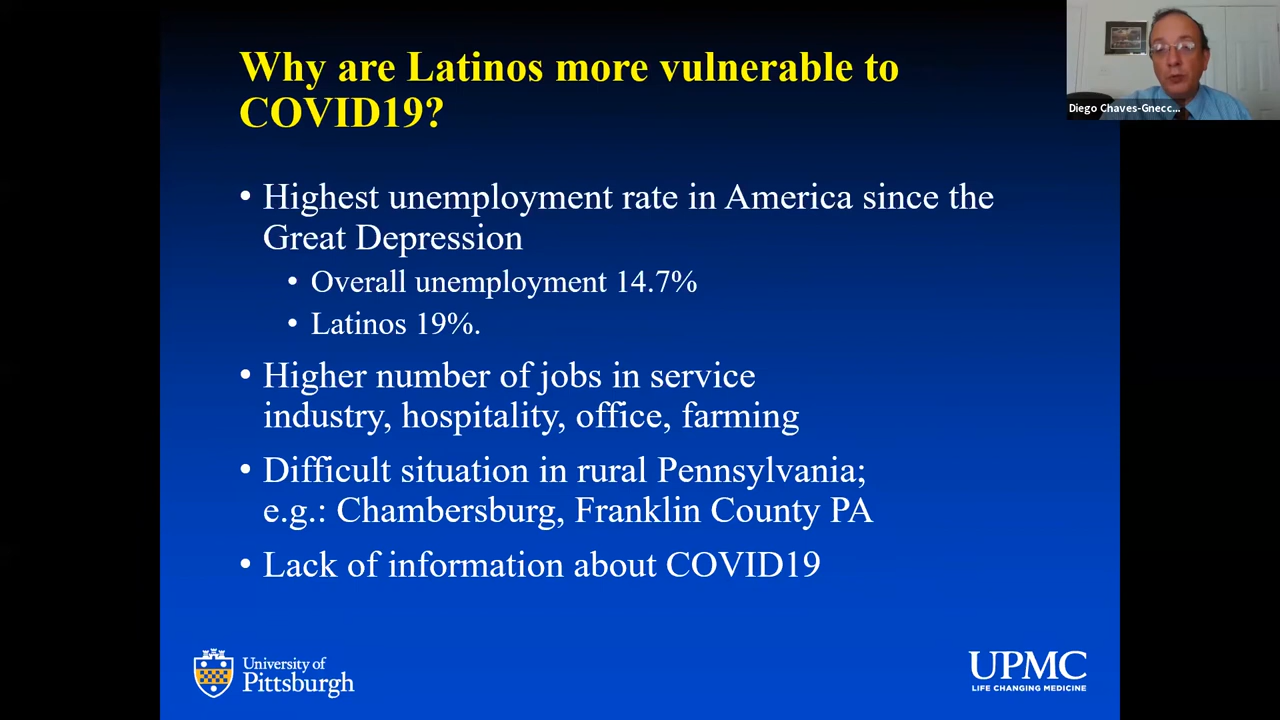 Why are Latinos more vulnerable to
COVID19?
Diego Chaves-Gnecc...
• Highest unemployment rate in America since the
Great Depression
• Overall unemployment 14.7%
• Latinos 19%.
• Higher number of jobs in service
industry, hospitality, office, farming
• Difficult situation in rural Pennsylvania;
e.g.: Chambersburg, Franklin County PA
• Lack of information about COVID19
University of
Pittsburgh
UPMC
LIFE CHANGING MEDICINE